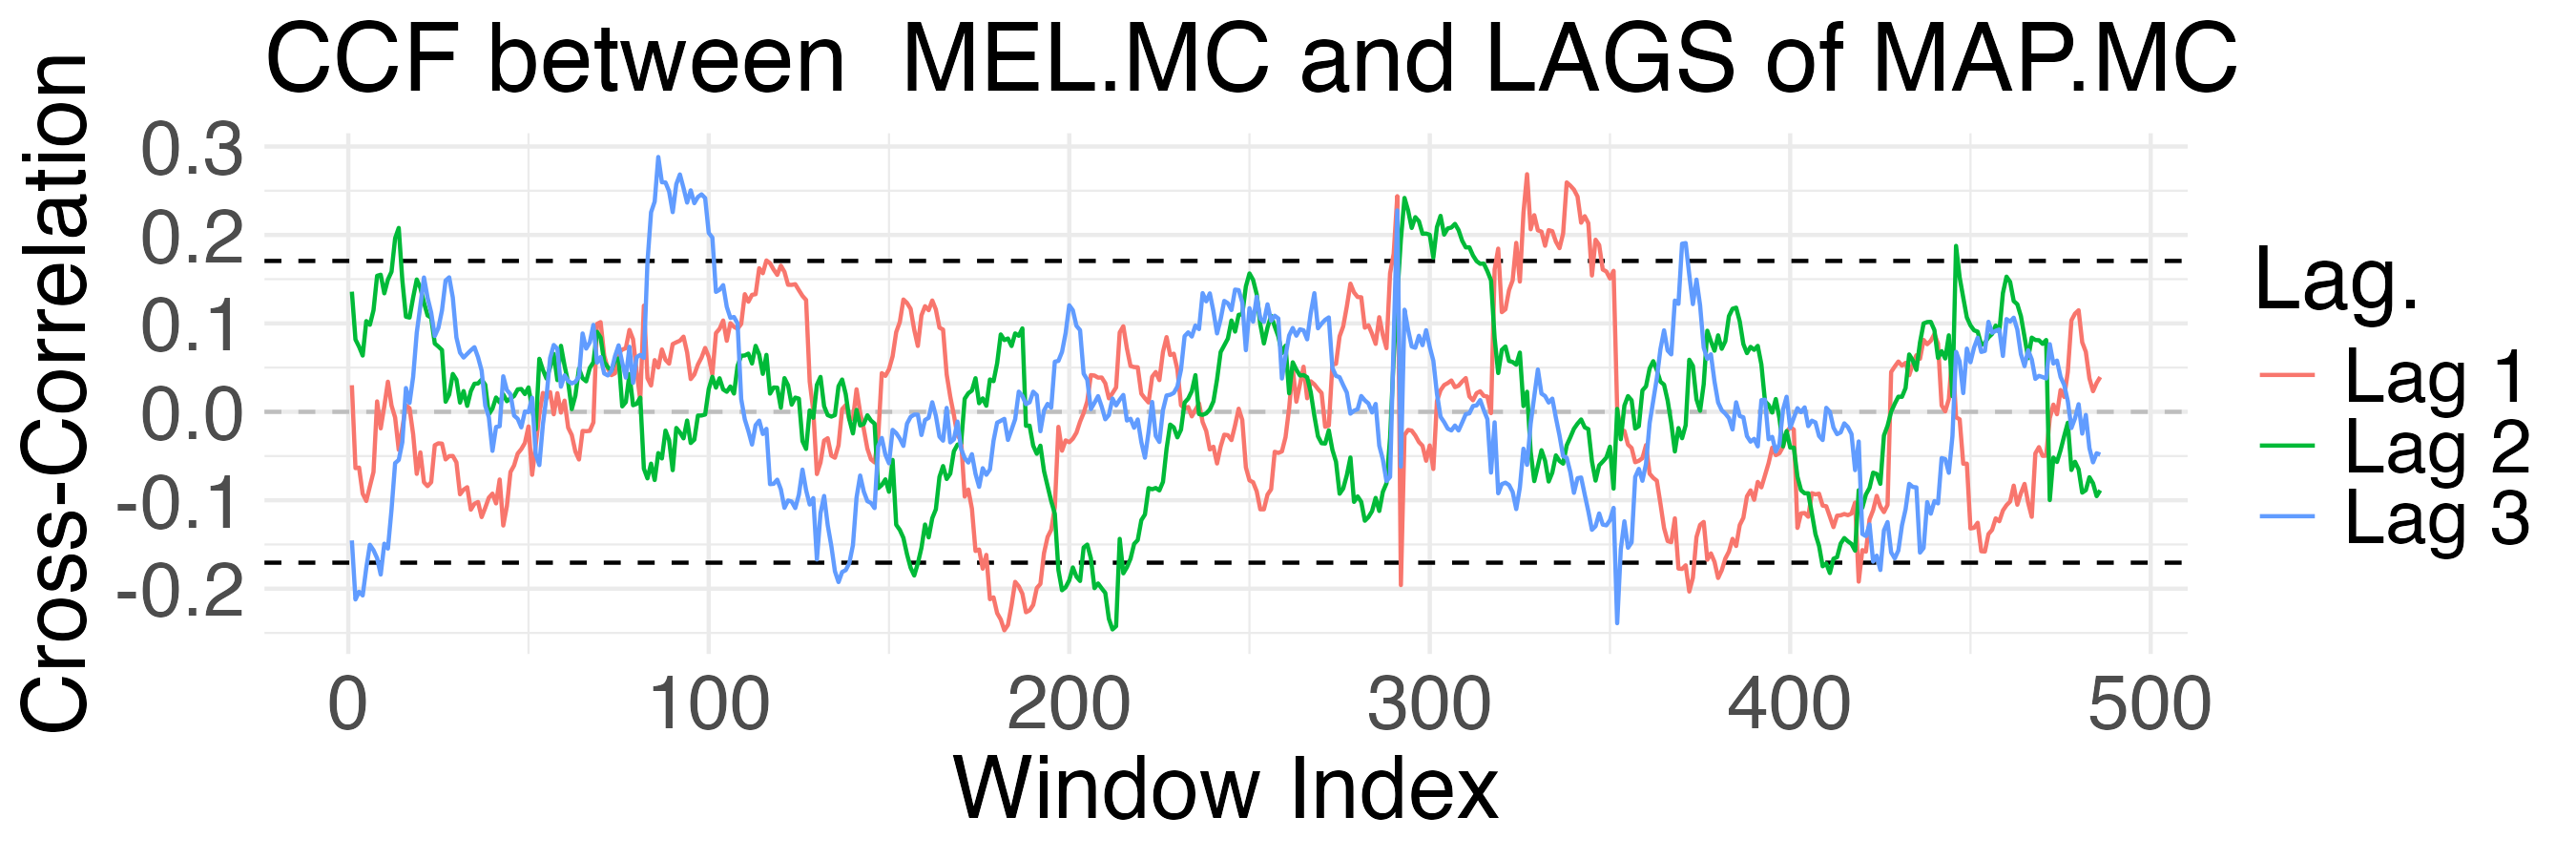 CCF between  MEL.MC and LAGS of MAP.MC
Cross-Correlation
0.3
0.2
0.1
0.0
-0.1
-0.2
0 100 200 300 400 500
Window Index
Lag.
Lag 1
Lag 2
Lag 3